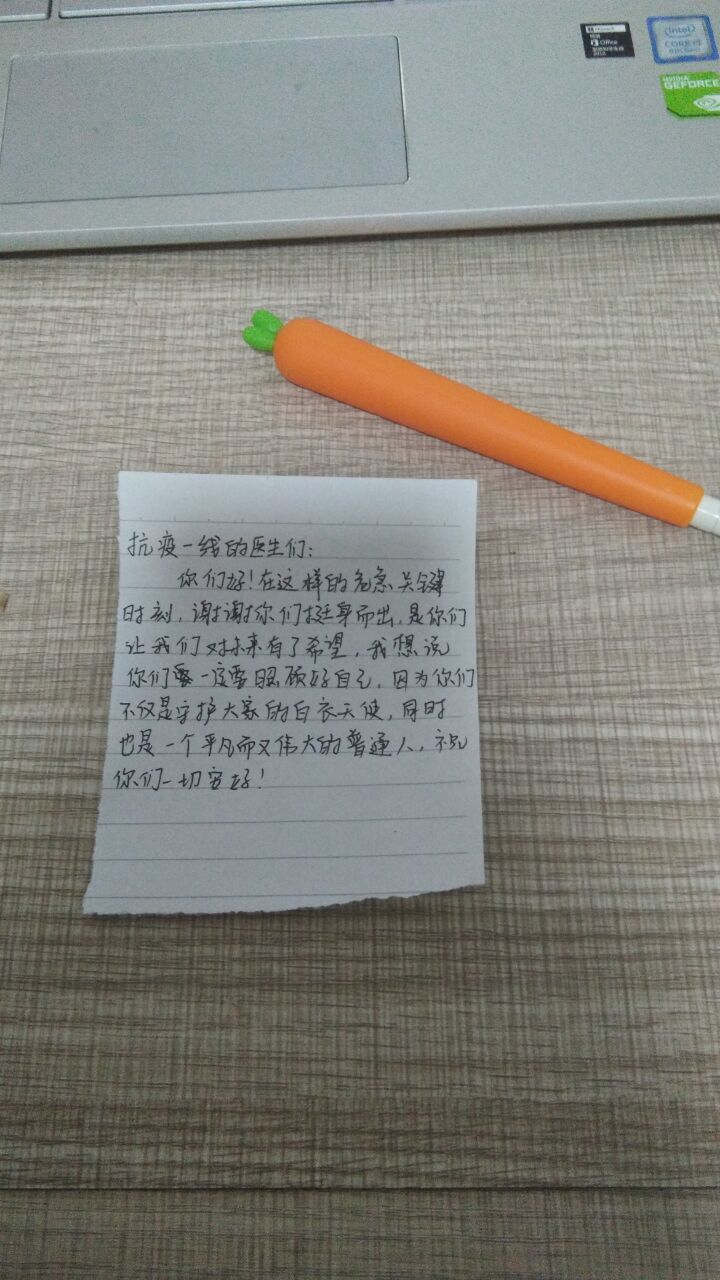 Microsoft
Office
intel
CORE i5
NVIDIA
GEFORCE
抗疫一线的医生们：
你们好！在这样的危急关键
时刻，谢谢你们挺身而出，是你们
让我们对未来有了希望，我想说
你们一定要照顾好自己，因为你们
不仅是守护大家的白衣天使，同时
也是一个平凡而又伟大的普通人，祝
你们一切安好！